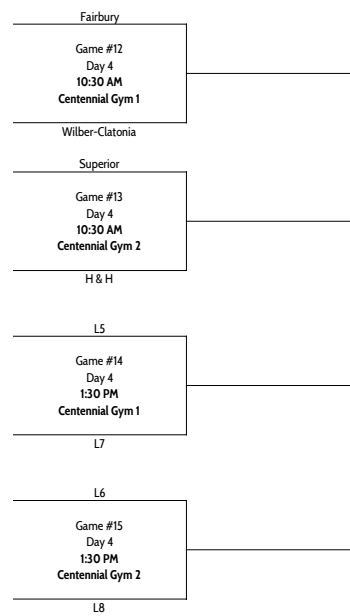 Fairbury
Game #12
Day 4
10:30 AM
Centennial Gym 1
Wilber-Clatonia
Superior
Game #13
Day 4
10:30 AM
Centennial Gym 2
H & H
L5
Game #14
Day 4
1:30 PM
Centennial Gym 1
L7
L6
Game #15
Day 4
1:30 PM
Centennial Gym 2
L8